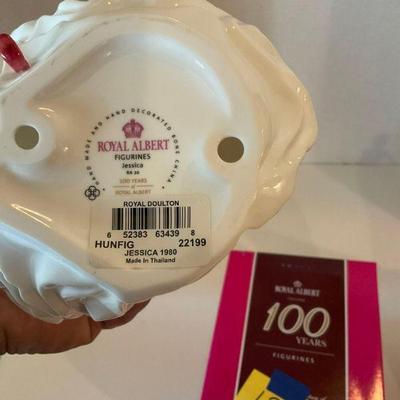 HAND MADE AND HAND DECORATED BONE CHINA
ROYAL ALBERT
FIGURINES
Jessica
RA 20
100 YEARS
of
ROYAL ALBERT
ROYAL DOULTON
6 52383 63439 8
HUNFIG 22199
JESSICA 1980
Made In Thailand
ROYAL ALBERT
100
YEARS
FIGURINES